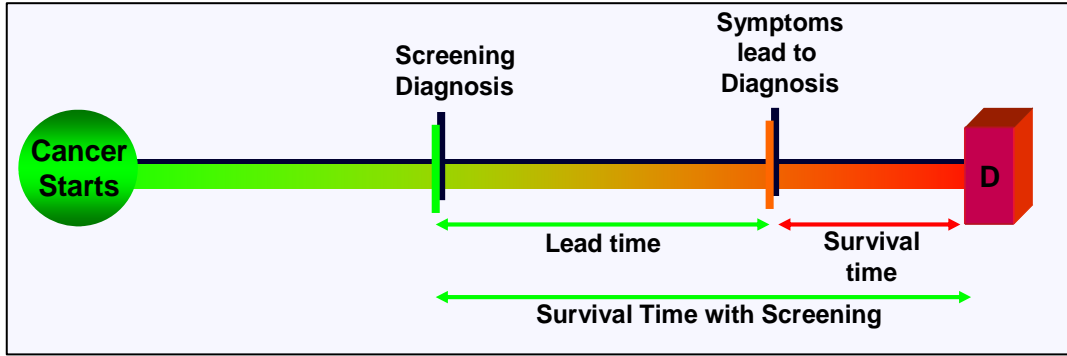 Symptoms
lead to
Diagnosis
Screening
Diagnosis
Cancer
Starts
D
Lead time
Survival
time
Survival Time with Screening